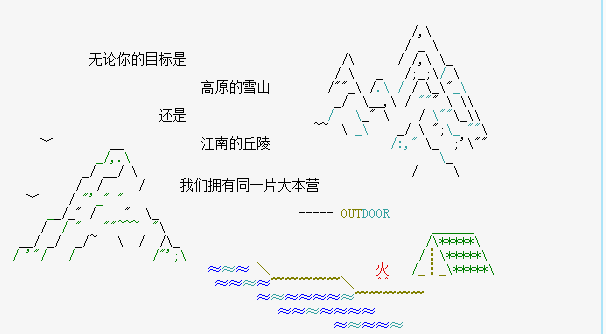 无论你的目标是
高原的雪山
还是
江南的丘陵
我们拥有同一片大本营
----- OUTDOOR
火